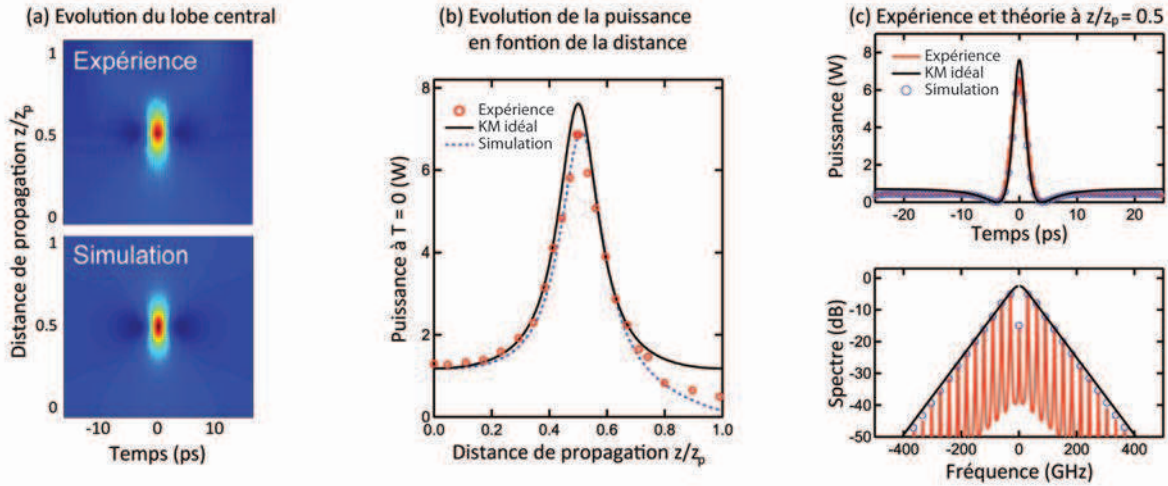 (a) Evolution du lobe central
1
Expérience
0.5
0
1
Simulation
0.5
0
Distance de propagation z/zp
-10 0 10
Temps (ps)
(b) Evolution de la puissance
en fontion de la distance
8
6
4
2
0
Puissance à T = 0 (W)
Expérience
KM idéal
Simulation
0.0 0.2 0.4 0.6 0.8 1.0
Distance de propagation z/zp
(c) Expérience et théorie à z/zp = 0.5
8
6
4
2
0
Puissance (W)
Expérience
KM idéal
Simulation
-20 -10 0 10 20
Temps (ps)
0
-10
-20
-30
-40
-50
Spectre (dB)
-400 -200 0 200 400
Fréquence (GHz)